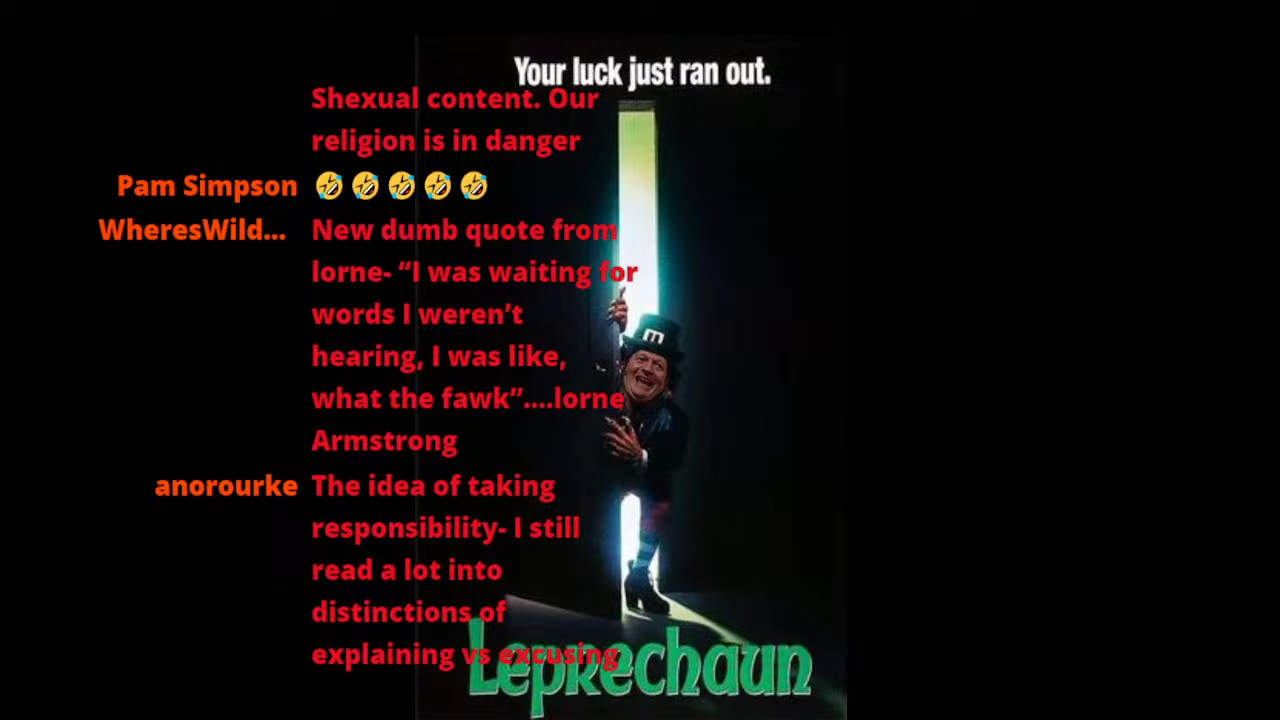 Your luck just ran out.
Shexual content. Our
religion is in danger
Pam Simpson 🤣🤣🤣🤣🤣
WheresWild... New dumb quote from
lorne- “I was waiting for
words I weren’t
hearing, I was like,
what the fawk”....lorne
Armstrong
anorourke The idea of taking
responsibility- I still
read a lot into
distinctions of
explaining vs excusing
Leprechaun
m